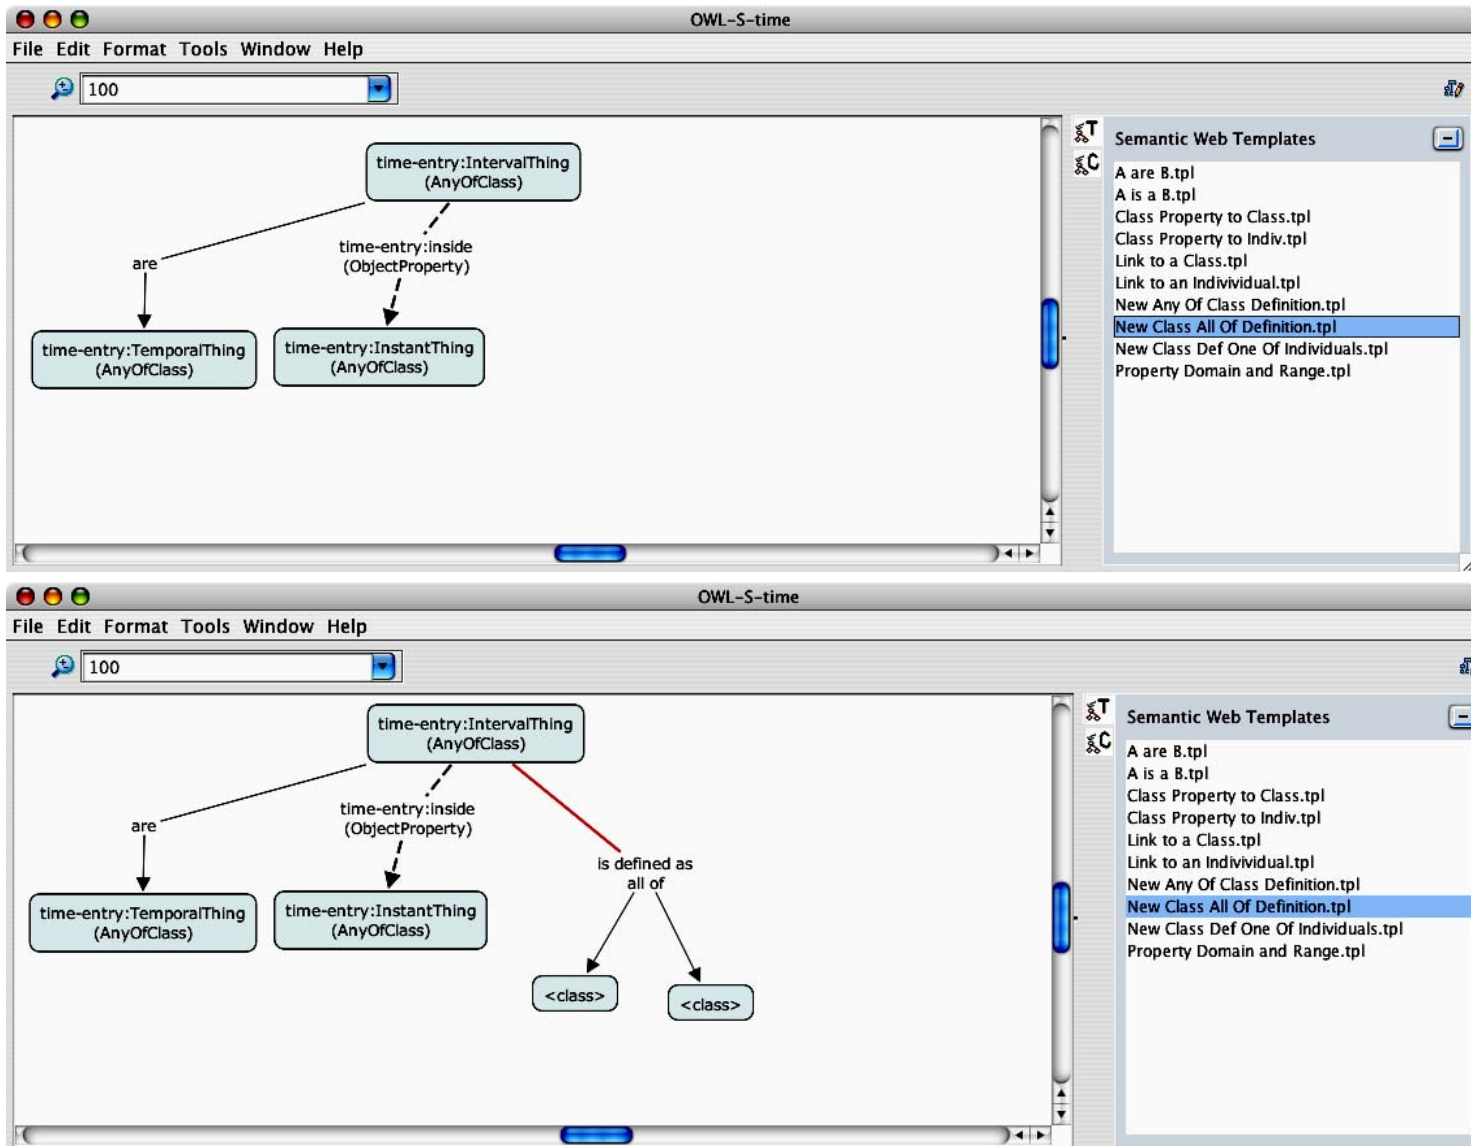 OWL-S-time
File Edit Format Tools Window Help
100
time-entry:IntervalThing
(AnyOfClass)
time-entry:inside
(ObjectProperty)
are
time-entry:TemporalThing
(AnyOfClass)
time-entry:InstantThing
(AnyOfClass)
T
C
Semantic Web Templates
A are B.tpl
A is a B.tpl
Class Property to Class.tpl
Class Property to Indiv.tpl
Link to a Class.tpl
Link to an Indivividual.tpl
New Any Of Class Definition.tpl
New Class All Of Definition.tpl
New Class Def One Of Individuals.tpl
Property Domain and Range.tpl
OWL-S-time
File Edit Format Tools Window Help
100
time-entry:IntervalThing
(AnyOfClass)
time-entry:inside
(ObjectProperty)
are
is defined as
all of
time-entry:TemporalThing
(AnyOfClass)
time-entry:InstantThing
(AnyOfClass)
<class>
<class>
T
C
Semantic Web Templates
A are B.tpl
A is a B.tpl
Class Property to Class.tpl
Class Property to Indiv.tpl
Link to a Class.tpl
Link to an Indivividual.tpl
New Any Of Class Definition.tpl
New Class All Of Definition.tpl
New Class Def One Of Individuals.tpl
Property Domain and Range.tpl